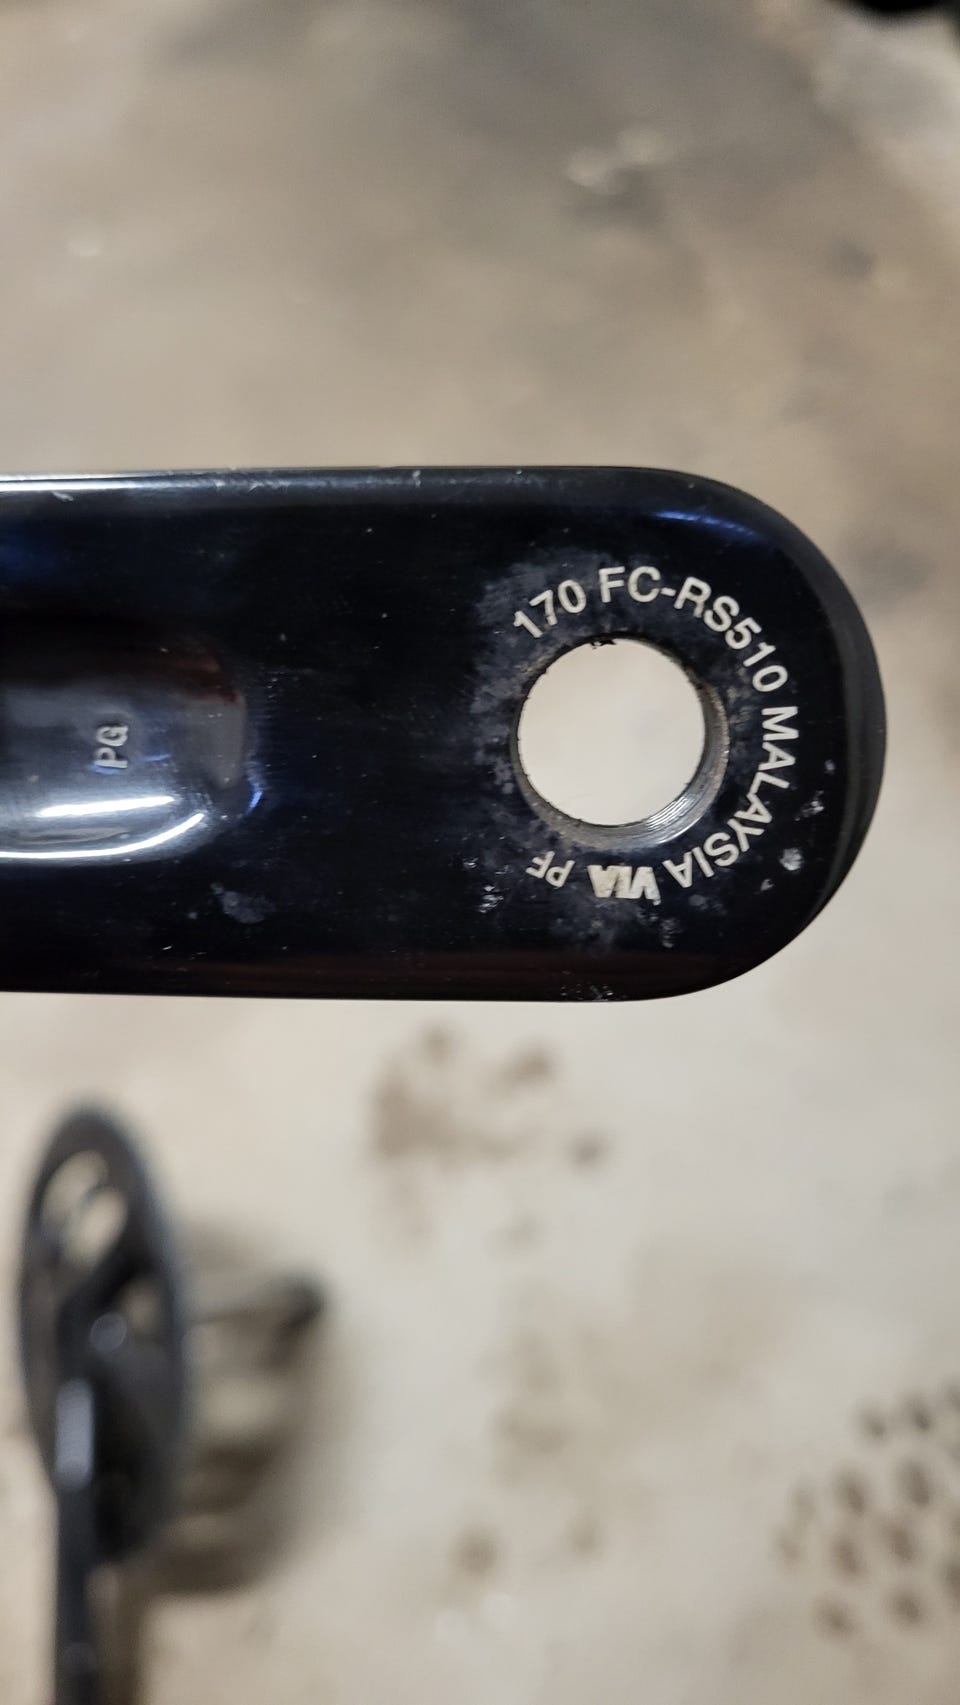 170 FC-RS510 MALAYSIA VIA PF
PG